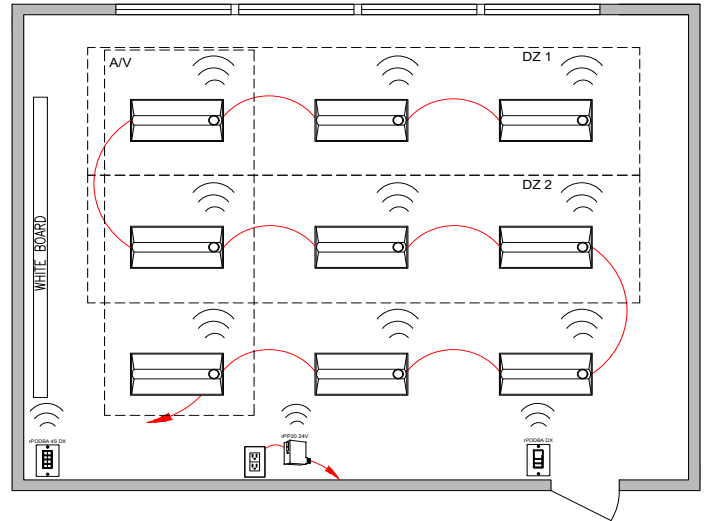 A/V
DZ 1
DZ 2
WHITE BOARD
rPODBA 4S DX
rPP20 24V
rPODBA DX